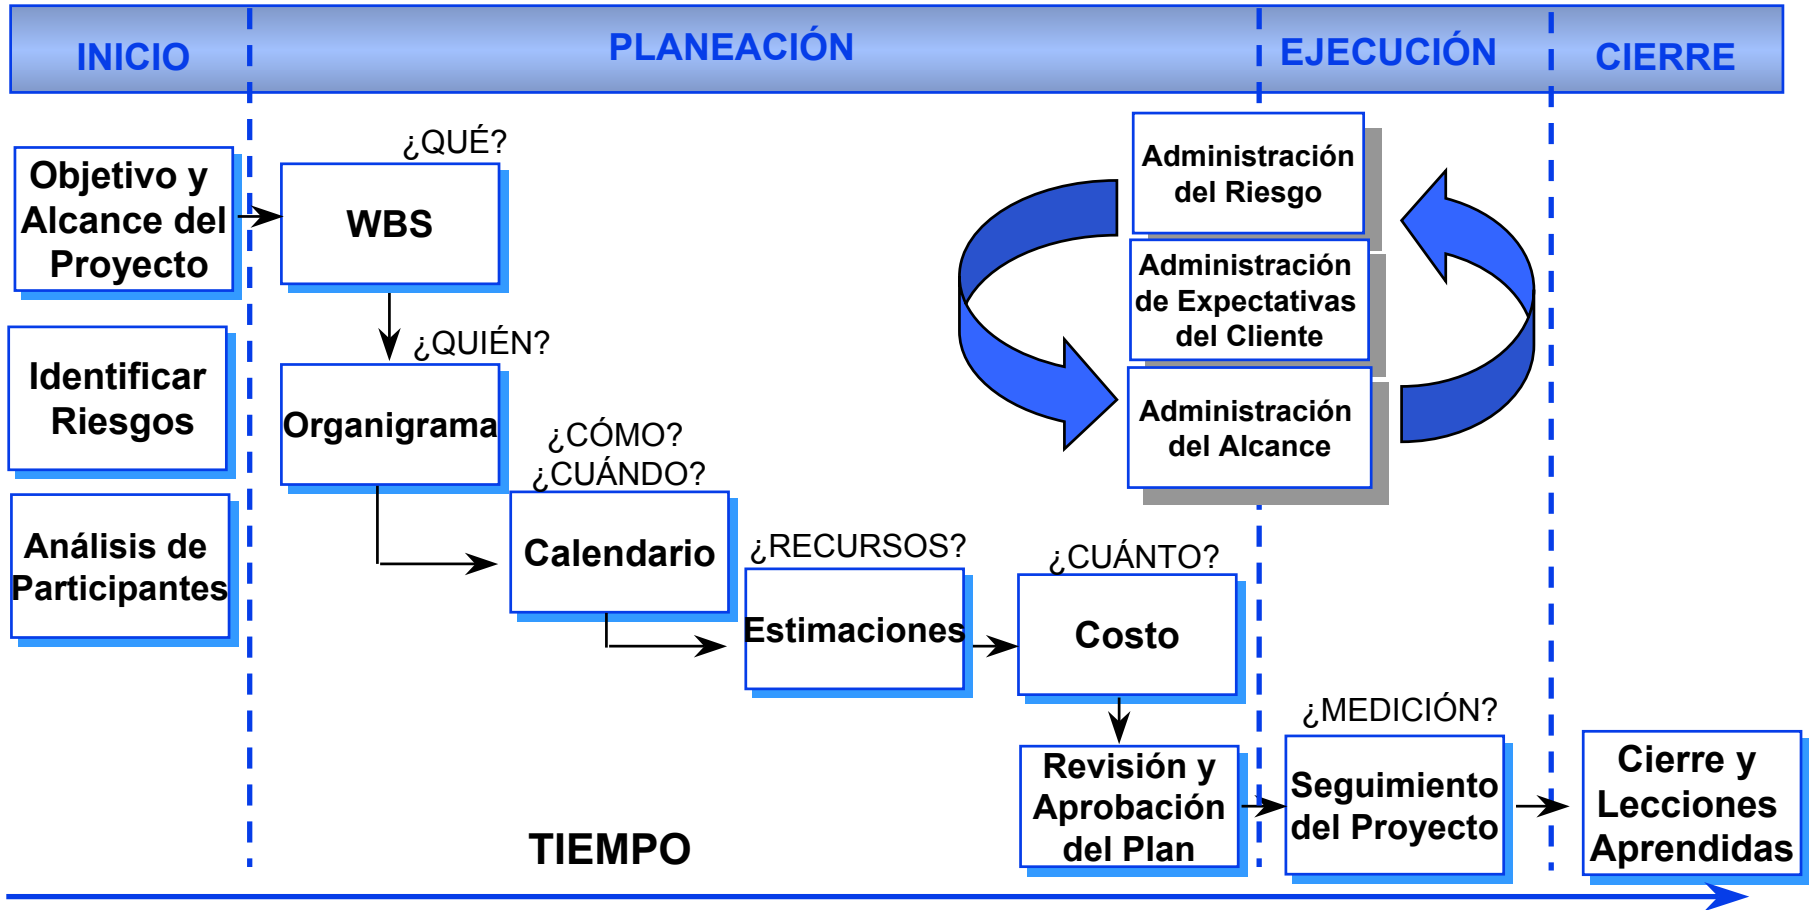 INICIO
PLANEACIÓN
EJECUCIÓN
CIERRE
Objetivo y
Alcance del
Proyecto
Identificar
Riesgos
Análisis de
Participantes
¿QUÉ?
WBS
¿QUIÉN?
Organigrama
¿CÓMO?
¿CUÁNDO?
Calendario
¿RECURSOS?
Estimaciones
¿CUÁNTO?
Costo
Revisión y
Aprobación
del Plan
Administración
del Riesgo
Administración
de Expectativas
del Cliente
Administración
del Alcance
¿MEDICIÓN?
Seguimiento
del Proyecto
Cierre y
Lecciones
Aprendidas
TIEMPO